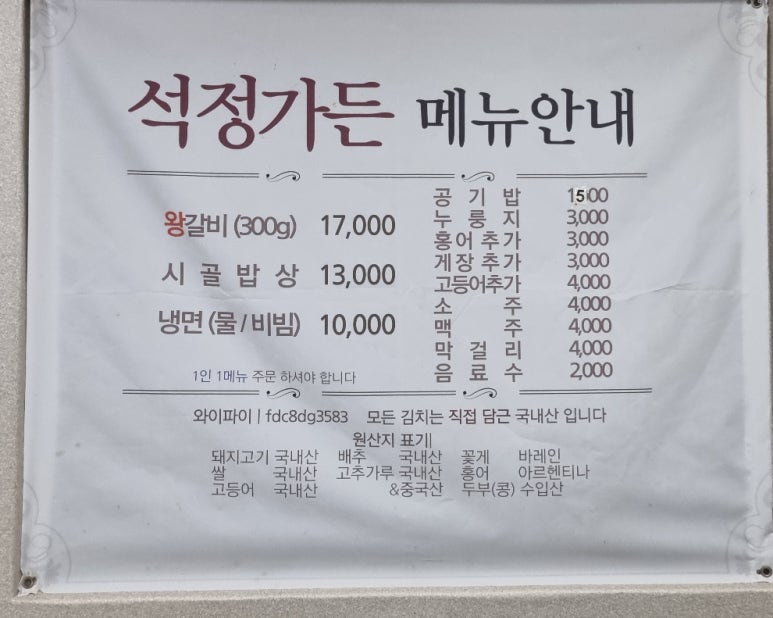 석정가든 메뉴안내
왕갈비 (300g) 17,000
시골밥상 13,000
냉면 (물/비빔) 10,000
1인 1메뉴 주문 하셔야 합니다
공기밥 1500
누룽지 3,000
홍어추가 3,000
게장추가 3,000
고등어추가 4,000
소주 4,000
맥주 4,000
막걸리 4,000
음료수 2,000
와이파이 | fdc8dg3583 모든 김치는 직접 담근 국내산 입니다
원산지 표기
돼지고기 국내산 배추 국내산 꽃게 바레인
쌀 국내산 고추가루 국내산 홍어 아르헨티나
고등어 국내산 &중국산 두부(콩) 수입산